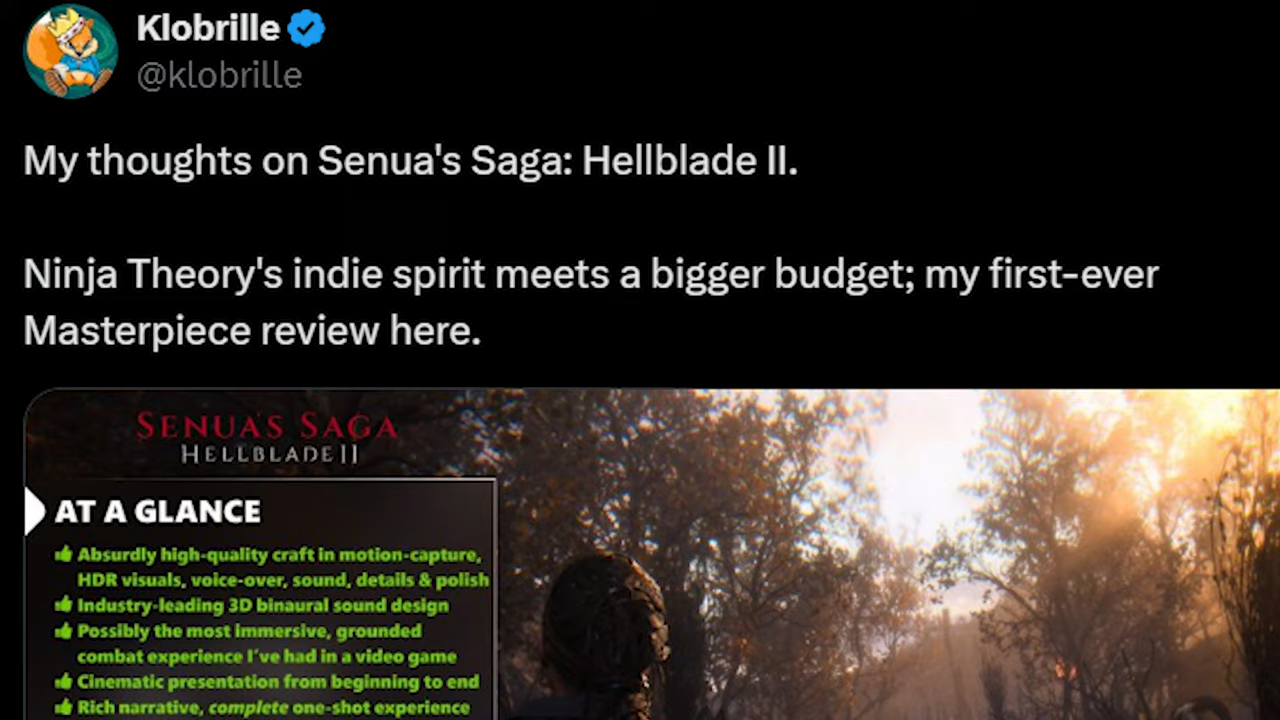 Klobrille
@klobrille
My thoughts on Senua's Saga: Hellblade II.
Ninja Theory's indie spirit meets a bigger budget; my first-ever
Masterpiece review here.
SENUA'S SAGA
HELLBLADE II
AT A GLANCE
Absurdly high-quality craft in motion-capture,
HDR visuals, voice-over, sound, details & polish
Industry-leading 3D binaural sound design
Possibly the most immersive, grounded
combat experience I've had in a video game
Cinematic presentation from beginning to end
Rich narrative, complete one-shot experience